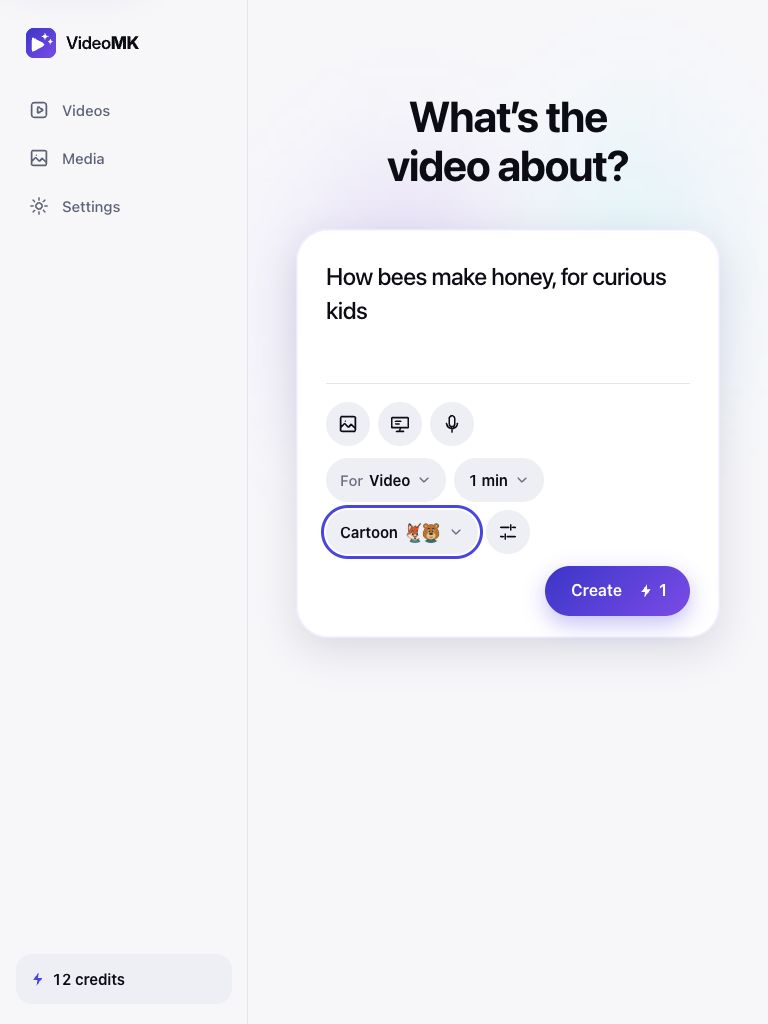 VideoMK
Videos
Media
Settings
12 credits
What's the
video about?
How bees make honey, for curious
kids
For Video
1 min
Cartoon
Create 1